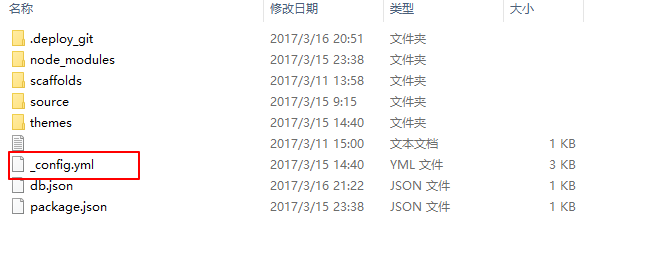 名称 修改日期 类型 大小
.deploy_git 2017/3/16 20:51 文件夹
node_modules 2017/3/15 23:38 文件夹
scaffolds 2017/3/11 13:58 文件夹
source 2017/3/15 9:15 文件夹
themes 2017/3/15 14:40 文件夹
2017/3/11 15:00 文本文档 1 KB
_config.yml 2017/3/15 14:40 YML 文件 3 KB
db.json 2017/3/16 21:22 JSON 文件 1 KB
package.json 2017/3/15 23:38 JSON 文件 1 KB